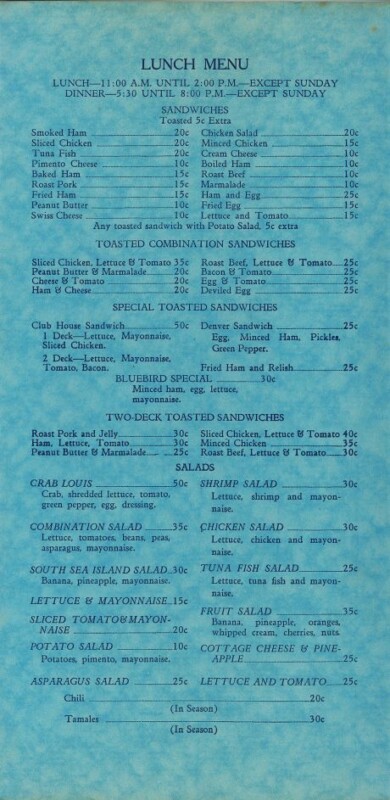 LUNCH MENU
LUNCH—11:00 A.M. UNTIL 2:00 P.M.—EXCEPT SUNDAY
DINNER—5:30 UNTIL 8:00 P.M.—EXCEPT SUNDAY
SANDWICHES
Toasted 5c Extra
Smoked Ham 20c
Sliced Chicken 20c
Tuna Fish 20c
Pimento Cheese 10c
Baked Ham 15c
Roast Pork 15c
Fried Ham 15c
Peanut Butter 10c
Swiss Cheese 10c
Chicken Salad 20c
Minced Chicken 15c
Cream Cheese 10c
Boiled Ham 10c
Roast Beef 10c
Marmalade 10c
Ham and Egg 25c
Fried Egg 15c
Lettuce and Tomato 15c
Any toasted sandwich with Potato Salad, 5c extra
TOASTED COMBINATION SANDWICHES
Sliced Chicken, Lettuce & Tomato 35c
Peanut Butter & Marmalade 20c
Cheese & Tomato 20c
Ham & Cheese 20c
Roast Beef, Lettuce & Tomato 25c
Bacon & Tomato 25c
Egg & Tomato 25c
Deviled Egg 25c
SPECIAL TOASTED SANDWICHES
Club House Sandwich 50c
1 Deck—Lettuce, Mayonnaise,
Sliced Chicken.
2 Deck—Lettuce, Mayonnaise,
Tomato, Bacon.
Denver Sandwich 25c
Egg, Minced Ham, Pickles,
Green Pepper.
Fried Ham and Relish 25c
BLUEBIRD SPECIAL 30c
Minced ham, egg, lettuce,
mayonnaise.
TWO-DECK TOASTED SANDWICHES
Roast Pork and Jelly 30c
Ham, Lettuce, Tomato 30c
Peanut Butter & Marmalade 25c
Sliced Chicken, Lettuce & Tomato 40c
Minced Chicken 35c
Roast Beef, Lettuce & Tomato 30c
SALADS
CRAB LOUIS 50c
Crab, shredded lettuce, tomato,
green pepper, egg, dressing.
COMBINATION SALAD 35c
Lettuce, tomatoes, beans, peas,
asparagus, mayonnaise.
SOUTH SEA ISLAND SALAD 30c
Banana, pineapple, mayonnaise.
LETTUCE & MAYONNAISE 15c
SLICED TOMATO & MAYON-
NAISE 20c
POTATO SALAD 10c
Potatoes, pimento, mayonnaise.
ASPARAGUS SALAD 25c
SHRIMP SALAD 30c
Lettuce, shrimp and mayon-
naise.
CHICKEN SALAD 30c
Lettuce, chicken and mayon-
naise.
TUNA FISH SALAD 25c
Lettuce, tuna fish and mayon-
naise.
FRUIT SALAD 35c
Banana, pineapple, oranges,
whipped cream, cherries, nuts.
COTTAGE CHEESE & PINE-
APPLE 25c
LETTUCE AND TOMATO 25c
Chili 20c
(In Season)
Tamales 30c
(In Season)